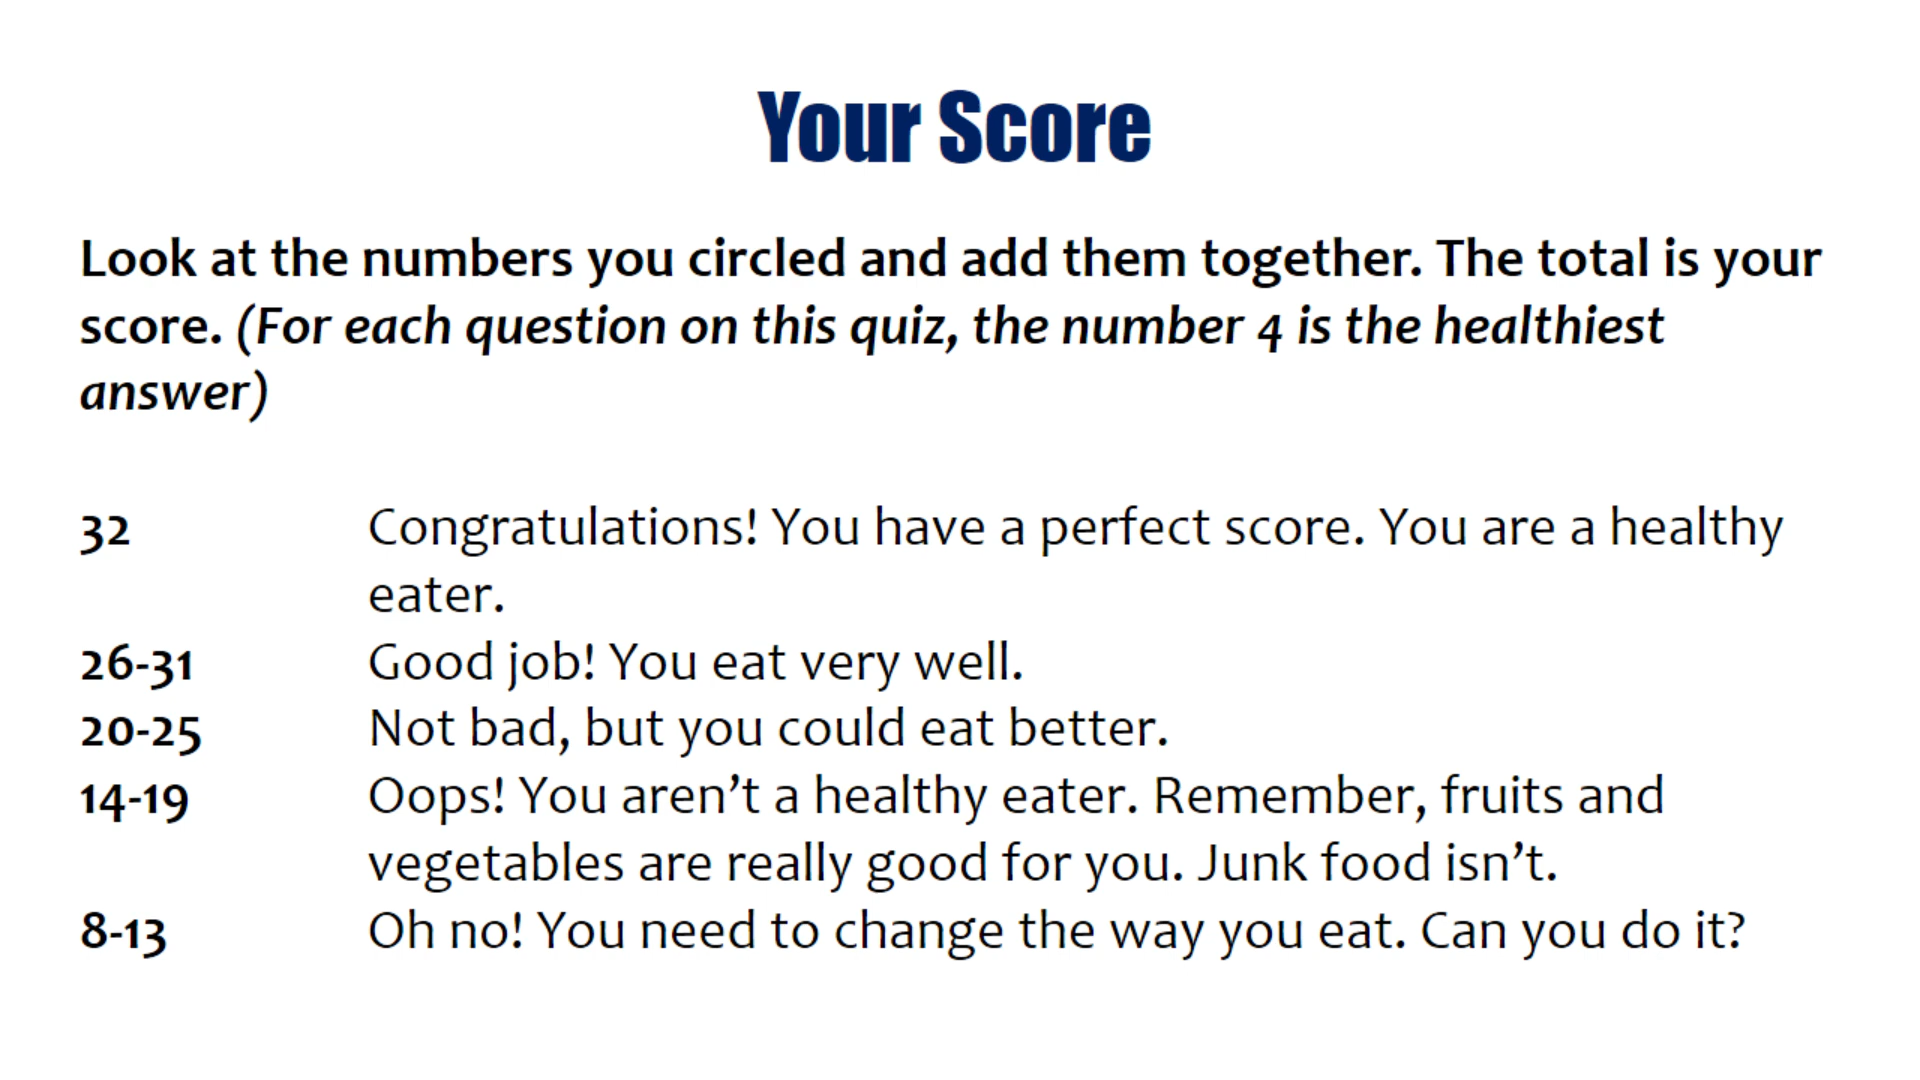 Your Score
Look at the numbers you circled and add them together. The total is your
score. (For each question on this quiz, the number 4 is the healthiest
answer)
32 Congratulations! You have a perfect score. You are a healthy
eater.
26-31 Good job! You eat very well.
20-25 Not bad, but you could eat better.
14-19 Oops! You aren’t a healthy eater. Remember, fruits and
vegetables are really good for you. Junk food isn’t.
8-13 Oh no! You need to change the way you eat. Can you do it?